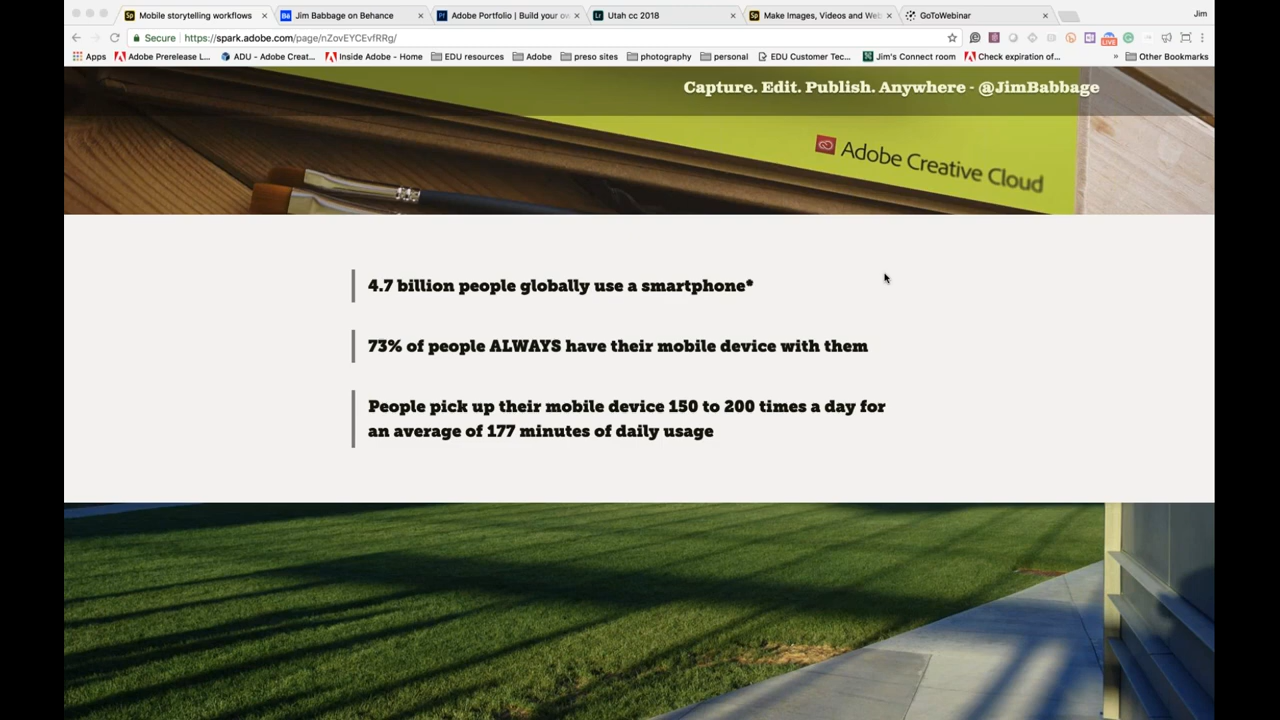 Mobile storytelling workflows
Jim Babbage on Behance
Adobe Portfolio | Build your
Utah cc 2018
Make Images, Videos and Web
GoToWebinar
Jim
Secure
https://spark.adobe.com/page/nZovEYCEvfRRg/
Apps
Adobe Prerelease L...
ADU - Adobe Creat...
Inside Adobe - Home
EDU resources
Adobe
preso sites
photography
personal
EDU Customer Tec...
Jim's Connect room
Check expiration of...
»
Other Bookmarks
Capture. Edit. Publish. Anywhere - @JimBabbage
Adobe Creative Cloud
4.7 billion people globally use a smartphone*
73% of people ALWAYS have their mobile device with them
People pick up their mobile device 150 to 200 times a day for
an average of 177 minutes of daily usage